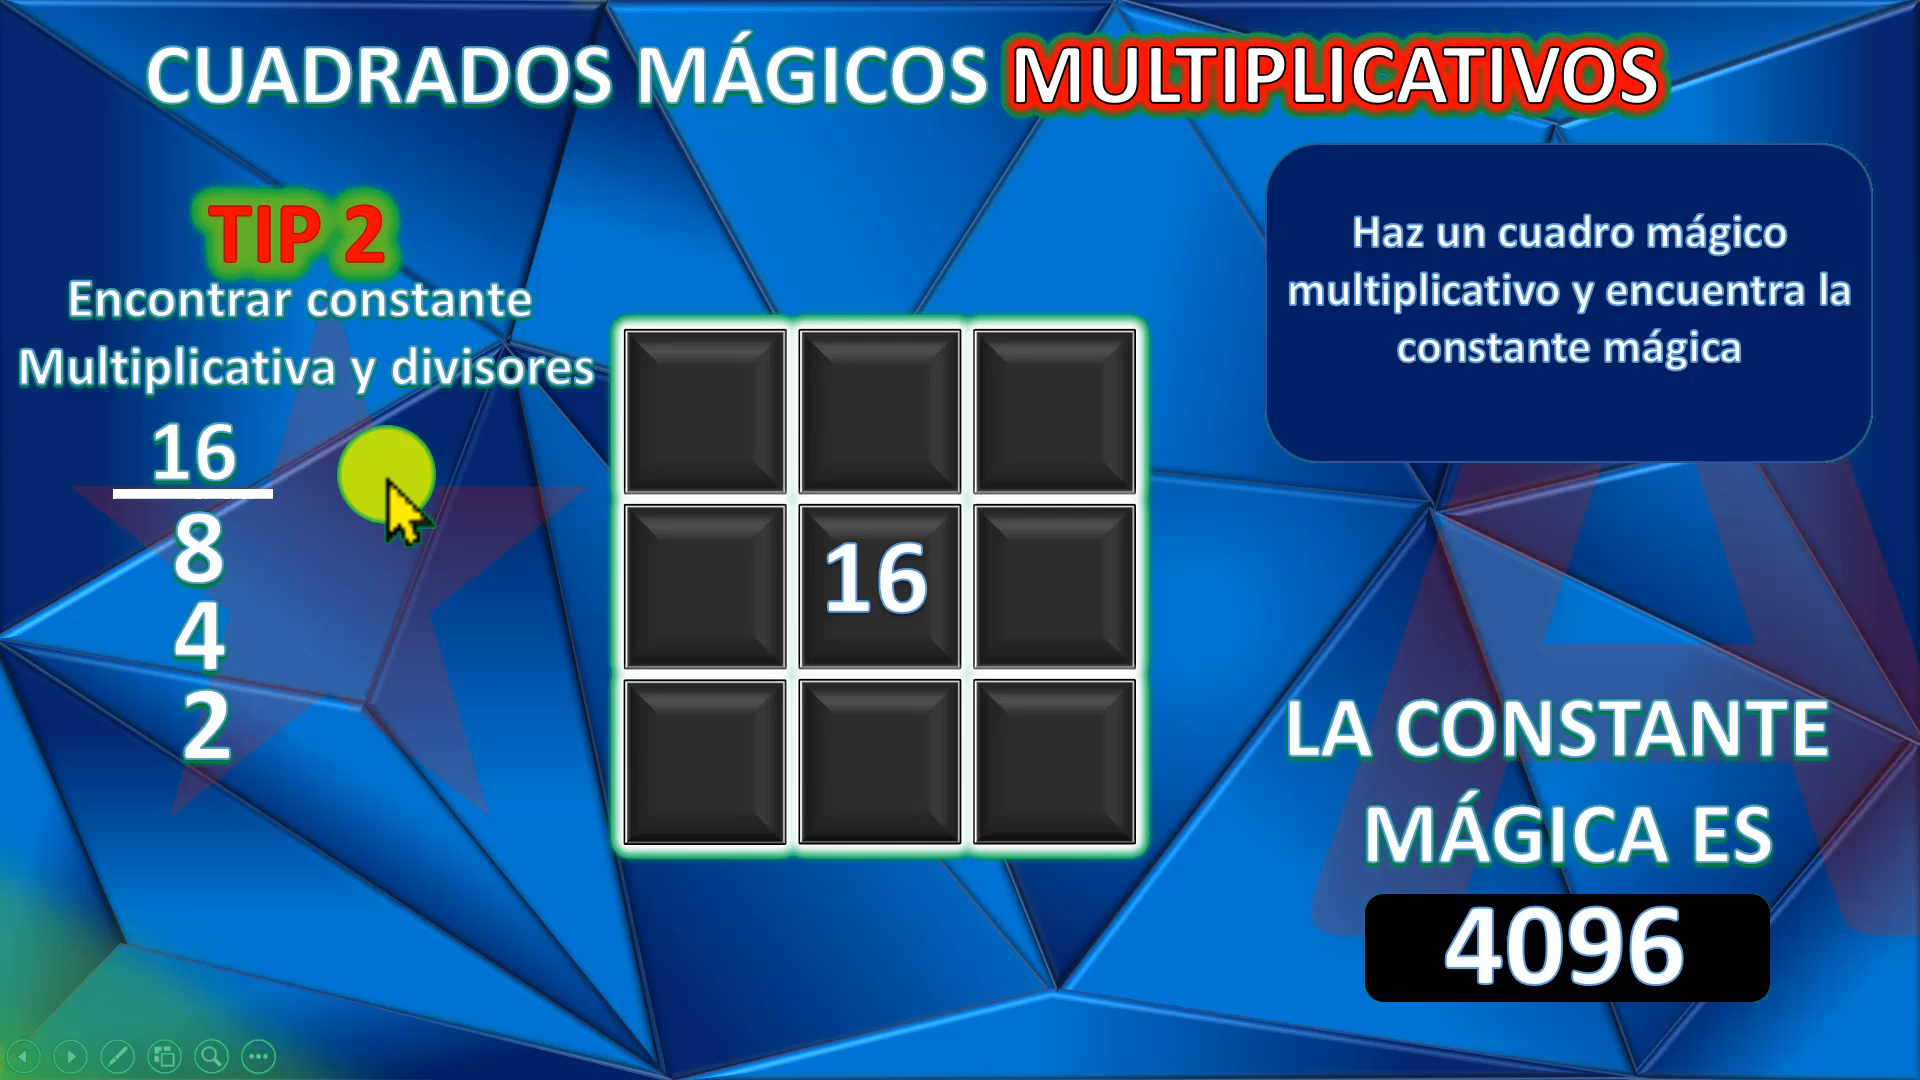 CUADRADOS MÁGICOS MULTIPLICATIVOS
TIP 2
Encontrar constante
Multiplicativa y divisores
16
8
4
2
16
Haz un cuadro mágico
multiplicativo y encuentra la
constante mágica
LA CONSTANTE
MÁGICA ES
4096